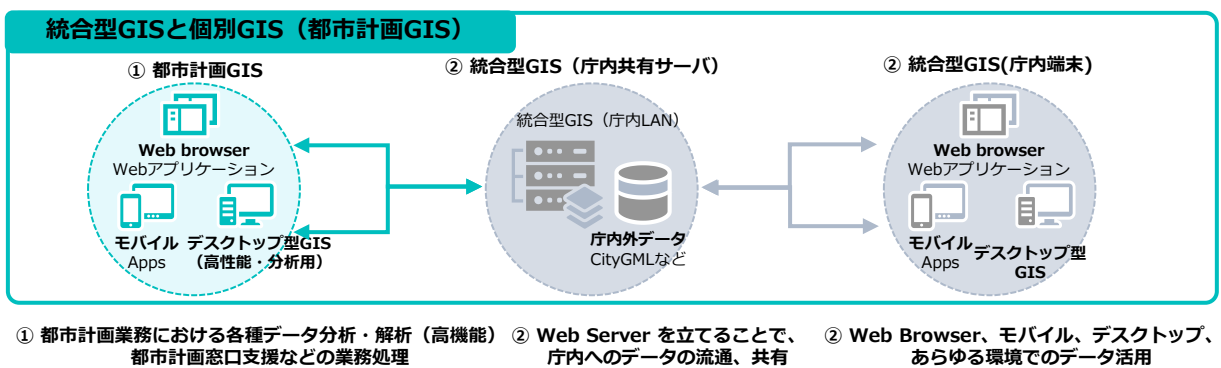 統合型GISと個別GIS（都市計画GIS）
① 都市計画GIS
Web browser
Webアプリケーション
モバイル
Apps
デスクトップ型GIS
（高性能・分析用）
② 統合型GIS（庁内共有サーバ）
統合型GIS（庁内LAN）
庁内外データ
CityGMLなど
② 統合型GIS(庁内端末)
Web browser
Webアプリケーション
モバイル
Apps
デスクトップ型
GIS
① 都市計画業務における各種データ分析・解析（高機能）
都市計画窓口支援などの業務処理
② Web Server を立てることで、
庁内へのデータの流通、共有
② Web Browser、モバイル、デスクトップ、
あらゆる環境でのデータ活用